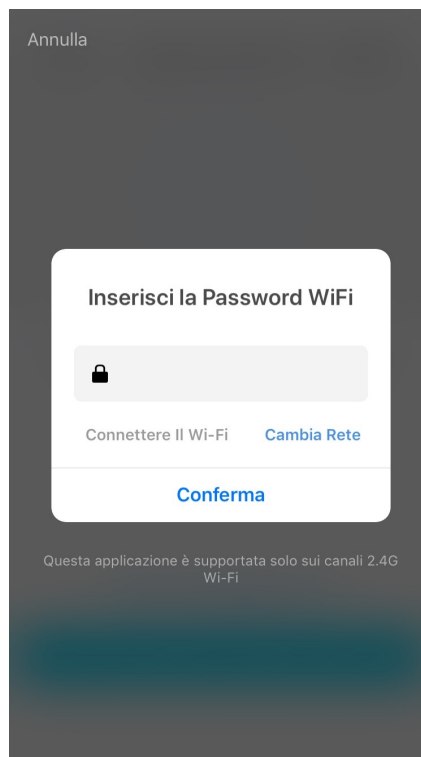 Annulla
Inserisci la Password WiFi
Connettere Il Wi-Fi
Cambia Rete
Conferma
Questa applicazione è supportata solo sui canali 2.4G
Wi-Fi